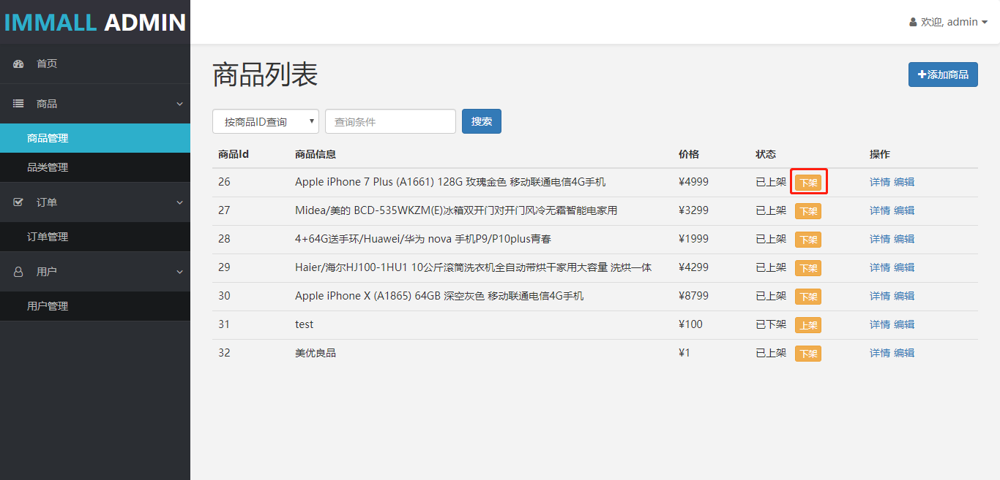 IMMALL ADMIN
欢迎, admin
首页
商品
商品管理
品类管理
订单
订单管理
用户
用户管理
商品列表
添加商品
按商品ID查询 查询条件 搜索
商品Id 商品信息 价格 状态 操作
26 Apple iPhone 7 Plus (A1661) 128G 玫瑰金色 移动联通电信4G手机 ¥4999 已上架 下架 详情 编辑
27 Midea/美的 BCD-535WKZM(E)冰箱双开门对开门风冷无霜智能电家用 ¥3299 已上架 下架 详情 编辑
28 4+64G送手环/Huawei/华为 nova 手机P9/P10plus青春 ¥1999 已上架 下架 详情 编辑
29 Haier/海尔HJ100-1HU1 10公斤滚筒洗衣机全自动带烘干家用大容量 洗烘一体 ¥4299 已上架 下架 详情 编辑
30 Apple iPhone X (A1865) 64GB 深空灰色 移动联通电信4G手机 ¥8799 已上架 下架 详情 编辑
31 test ¥100 已下架 上架 详情 编辑
32 美优良品 ¥1 已上架 下架 详情 编辑